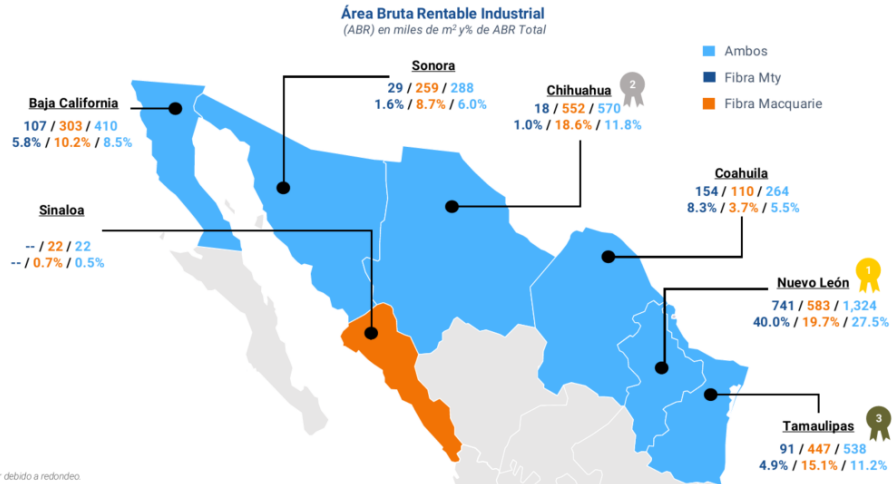 Área Bruta Rentable Industrial
(ABR) en miles de m² y% de ABR Total
Ambos
Fibra Mty
Fibra Macquarie
Sonora
29 / 259 / 288
1.6% / 8.7% / 6.0%
Chihuahua
2
18 / 552 / 570
1.0% / 18.6% / 11.8%
Baja California
107 / 303 / 410
5.8% / 10.2% / 8.5%
Coahuila
154 / 110 / 264
8.3% / 3.7% / 5.5%
Sinaloa
-- / 22 / 22
-- / 0.7% / 0.5%
Nuevo León
1
741 / 583 / 1,324
40.0% / 19.7% / 27.5%
Tamaulipas
3
91 / 447 / 538
4.9% / 15.1% / 11.2%
debido a redondeo.